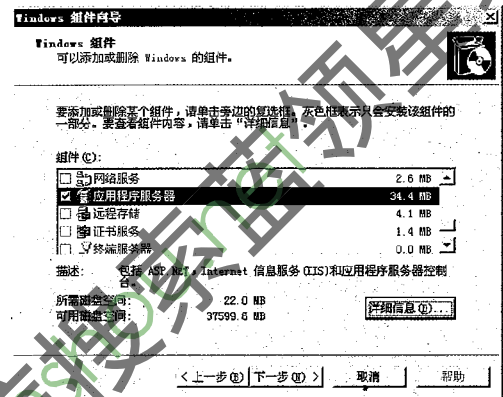 Windows 组件向导
Windows 组件
可以添加或删除 Windows 的组件。
要添加或删除某个组件，请单击旁边的复选框。灰色框表示只会安装该组件的
一部分。要查看组件内容，请单击“详细信息”。
组件(C):
网络服务 2.6 MB
应用程序服务器 34.4 MB
远程存储 4.1 MB
证书服务 1.4 MB
终端服务器 0.0 MB
描述: 包括 ASP.Net，Internet 信息服务(IIS)和应用程序服务器控制
台。
所需磁盘空间: 22.0 MB
可用磁盘空间: 37599.6 MB
详细信息(D)...
< 上一步(B) 下一步(N) > 取消 帮助